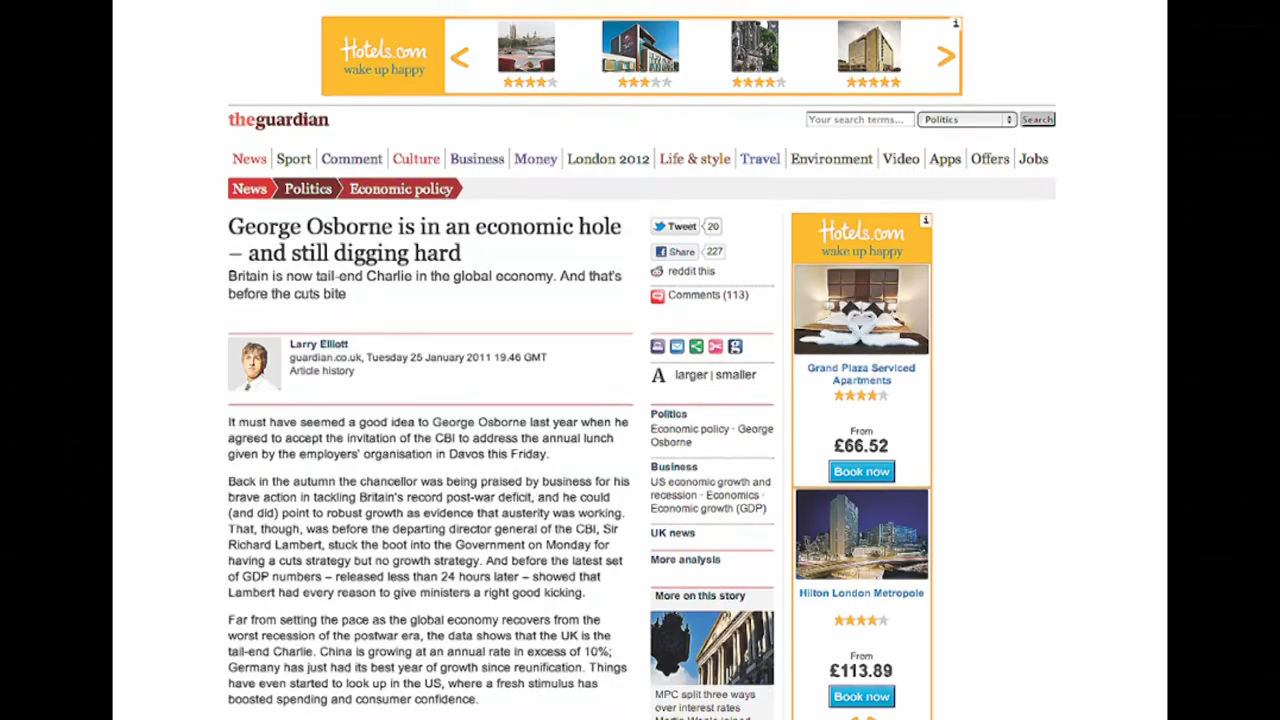 Hotels.com
wake up happy
theguardian
Your search terms... Politics Search
News Sport Comment Culture Business Money London 2012 Life & style Travel Environment Video Apps Offers Jobs
News Politics Economic policy
George Osborne is in an economic hole
– and still digging hard
Britain is now tail-end Charlie in the global economy. And that's
before the cuts bite
Larry Elliott
guardian.co.uk, Tuesday 25 January 2011 19.46 GMT
Article history
It must have seemed a good idea to George Osborne last year when he
agreed to accept the invitation of the CBI to address the annual lunch
given by the employers' organisation in Davos this Friday.
Back in the autumn the chancellor was being praised by business for his
brave action in tackling Britain's record post-war deficit, and he could
(and did) point to robust growth as evidence that austerity was working.
That, though, was before the departing director general of the CBI, Sir
Richard Lambert, stuck the boot into the Government on Monday for
having a cuts strategy but no growth strategy. And before the latest set
of GDP numbers – released less than 24 hours later – showed that
Lambert had every reason to give ministers a right good kicking.
Far from setting the pace as the global economy recovers from the
worst recession of the postwar era, the data shows that the UK is the
tail-end Charlie. China is growing at an annual rate in excess of 10%;
Germany has just had its best year of growth since reunification. Things
have even started to look up in the US, where a fresh stimulus has
boosted spending and consumer confidence.
Tweet 20
Share 227
reddit this
Comments (113)
A larger | smaller
Politics
Economic policy · George
Osborne
Business
US economic growth and
recession · Economics ·
Economic growth (GDP)
UK news
More analysis
More on this story
MPC split three ways
over interest rates
Hotels.com
wake up happy
Grand Plaza Serviced
Apartments
From
£66.52
Book now
Hilton London Metropole
From
£113.89
Book now